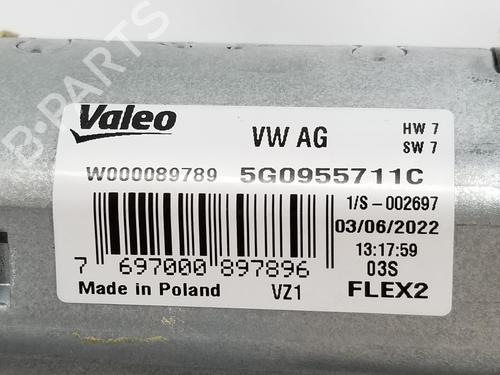 B-PARTS
Valeo
VW AG
HW 7
SW 7
W000089789
5G0955711C
1/S - 002697
03/06/2022
13:17:59
7 697000 897896
03S
Made in Poland
VZ1
FLEX2